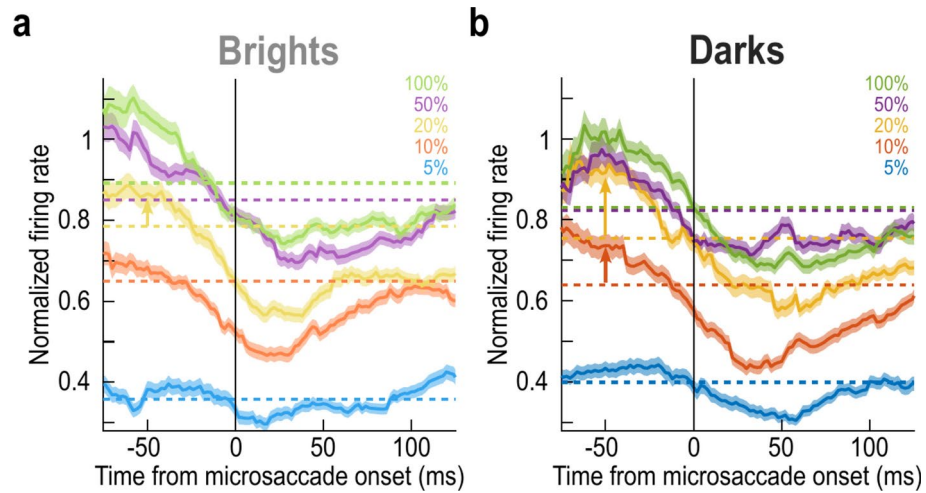 a
Brights
100%
50%
20%
10%
5%
Normalized firing rate
1
0.8
0.6
0.4
-50 0 50 100
Time from microsaccade onset (ms)
b
Darks
100%
50%
20%
10%
5%
Normalized firing rate
1
0.8
0.6
0.4
-50 0 50 100
Time from microsaccade onset (ms)